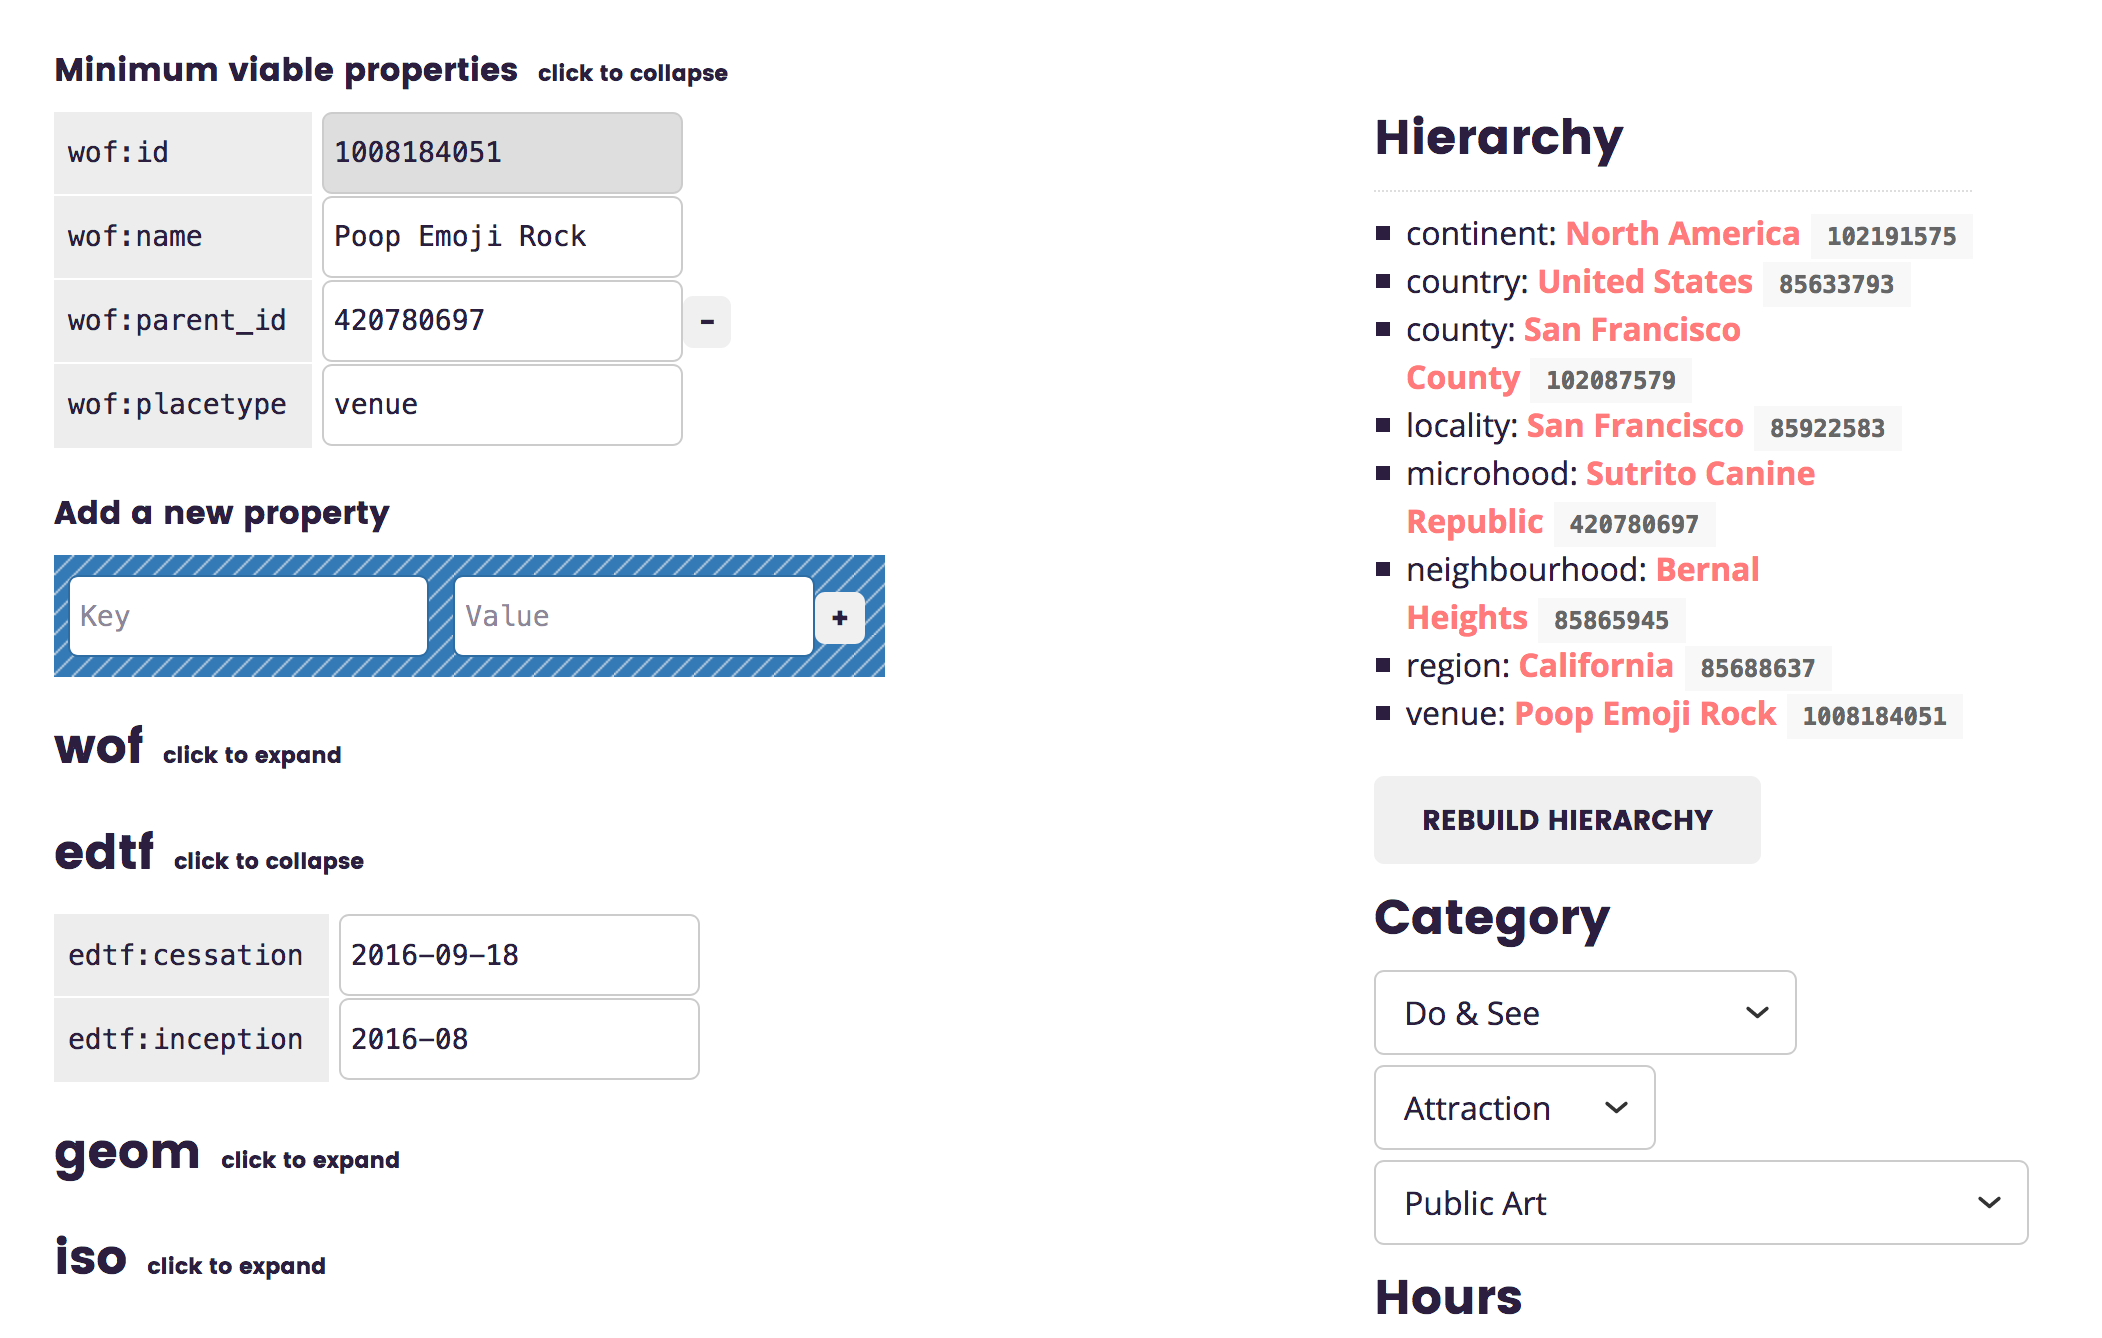 Minimum viable properties click to collapse
wof:id 1008184051
wof:name Poop Emoji Rock
wof:parent_id 420780697 -
wof:placetype venue
Add a new property
Key Value +
wof click to expand
edtf click to collapse
edtf:cessation 2016-09-18
edtf:inception 2016-08
geom click to expand
iso click to expand
Hierarchy
continent: North America 102191575
country: United States 85633793
county: San Francisco
County 102087579
locality: San Francisco 85922583
microhood: Sutrito Canine
Republic 420780697
neighbourhood: Bernal
Heights 85865945
region: California 85688637
venue: Poop Emoji Rock 1008184051
REBUILD HIERARCHY
Category
Do & See
Attraction
Public Art
Hours